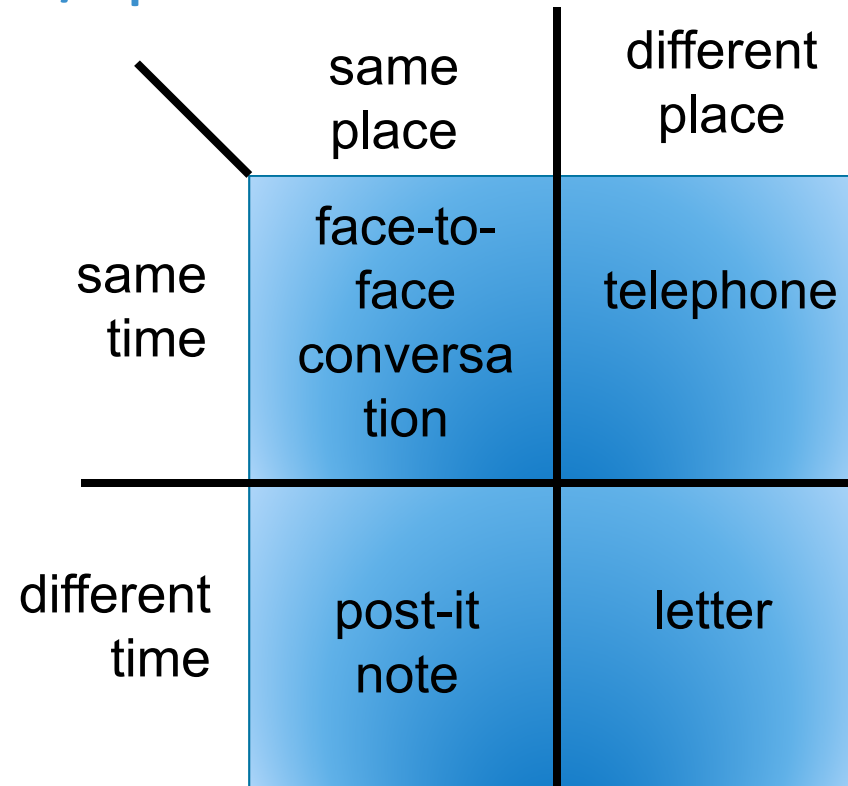 same
place
different
place
same
time
face-to-
face
conversa
tion
telephone
different
time
post-it
note
letter